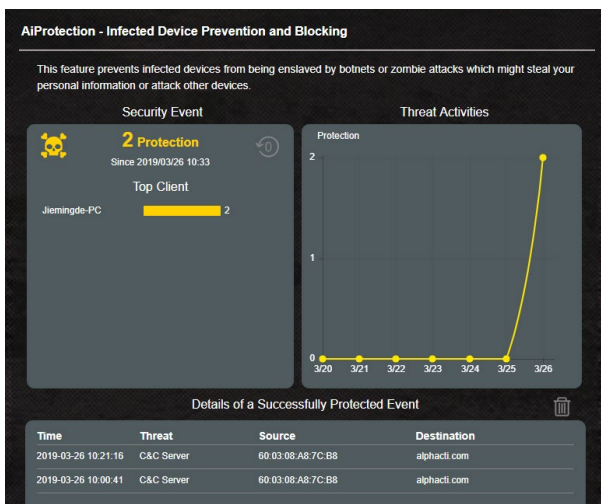 AiProtection - Infected Device Prevention and Blocking
This feature prevents infected devices from being enslaved by botnets or zombie attacks which might steal your
personal information or attack other devices.
Security Event
2 Protection
Since 2019/03/26 10:33
0
Top Client
Jiemingde-PC 2
Threat Activities
Protection
2
1
0
3/20 3/21 3/22 3/23 3/24 3/25 3/26
Details of a Successfully Protected Event
Time Threat Source Destination
2019-03-26 10:21:16 C&C Server 60:03:08:A8:7C:B8 alphacti.com
2019-03-26 10:00:41 C&C Server 60:03:08:A8:7C:B8 alphacti.com